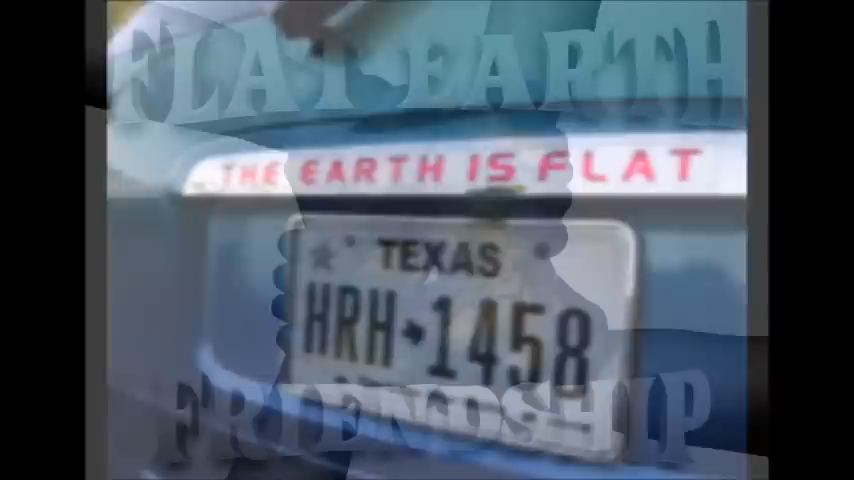 FLAT EARTH
THE EARTH IS FLAT
TEXAS
HRH 1458
FRIENDSHIP